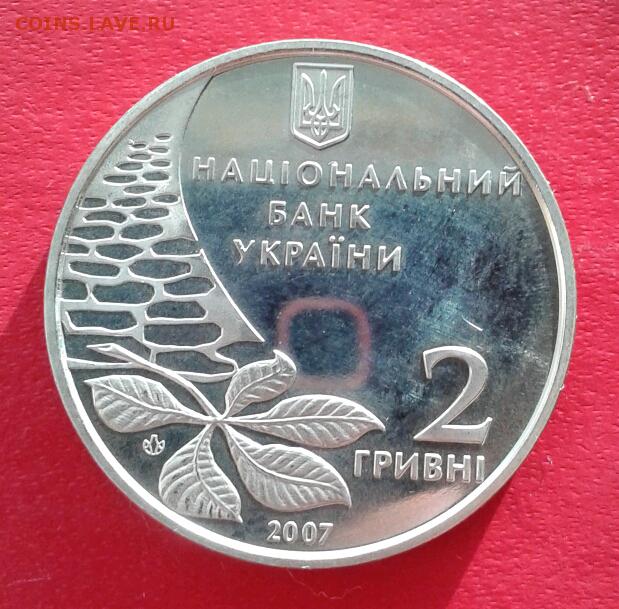 COINS.LAVE.RU
НАЦІОНАЛЬНИЙ
БАНК
УКРАЇНИ
2
ГРИВНІ
2007